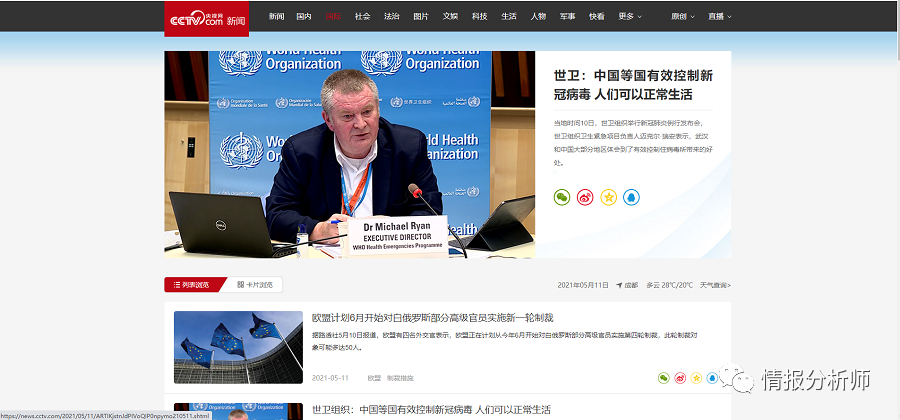 CCTV 央视网 com 新闻
新闻 国内 国际 社会 法治 图片 文娱 科技 生活 人物 军事 快看 更多 原创 直播
World Health Organization
World Health Organization
World Health Organization
世界卫生组织
Dr Michael Ryan
EXECUTIVE DIRECTOR
WHO Health Emergencies Programme
DELL
世卫：中国等国有效控制新
冠病毒 人们可以正常生活
当地时间10日，世卫组织举行新冠肺炎例行发布会，
世卫组织卫生紧急项目负责人迈克尔·瑞安表示，武汉
和中国大部分地区体会到了有效控制住病毒所带来的好
处。
列表浏览 卡片浏览 2021年05月11日 成都 多云 28℃/20℃ 天气查询>
欧盟计划6月开始对白俄罗斯部分高级官员实施新一轮制裁
据路透社5月10日报道，欧盟有四名外交官表示，欧盟正在计划从今年6月开始对白俄罗斯部分高级官员实施第四轮制裁，此轮制裁对
象可能多达50人。
2021-05-11 欧盟 制裁措施
情报分析师
世卫组织：中国等国有效控制新冠病毒 人们可以正常生活